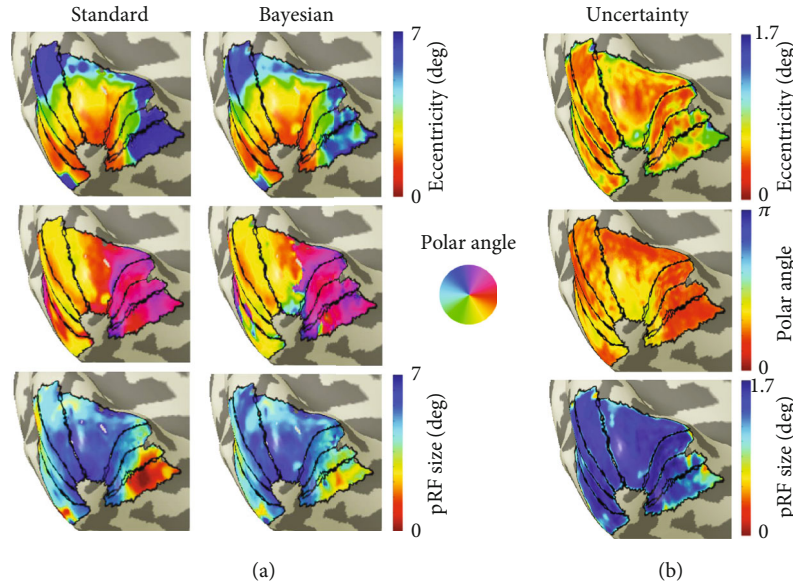 Standard
Bayesian
Uncertainty
7
Eccentricity (deg)
0
1.7
Eccentricity (deg)
0
Polar angle
π
Polar angle
0
7
pRF size (deg)
0
1.7
pRF size (deg)
0
(a)
(b)